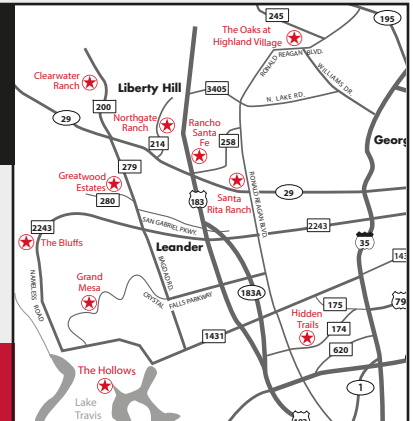 245
195
The Oaks at
Highland Village
RONALD REAGAN BLVD.
WILLIAMS DR.
Clearwater
Ranch
Liberty Hill
3405
N. LAKE RD.
200
29
Northgate
Ranch
Rancho
Santa
Fe
214
258
Georg
279
Greatwood
Estates
280
183
Santa
Rita Ranch
RONALD REAGAN BLVD.
29
2243
SAN GABRIEL PKWY.
2243
The Bluffs
Leander
35
143
BAGDAD RD.
NAMELESS ROAD
Grand
Mesa
CRYSTAL FALLS PARKWAY
183A
175
79
Hidden
Trails
174
1431
620
The Hollows
1
Lake
Travis
183